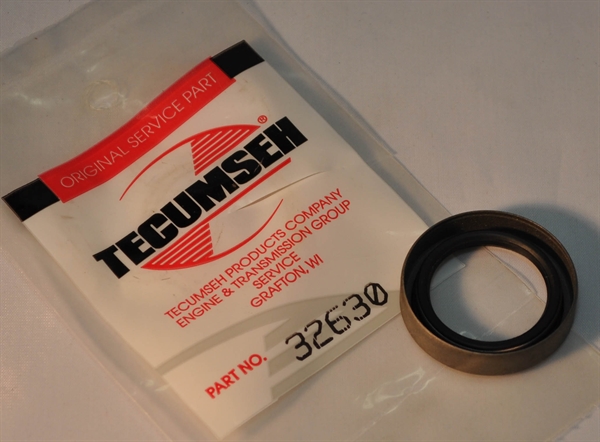 ORIGINAL SERVICE PART
TECUMSEH®
TECUMSEH PRODUCTS COMPANY
ENGINE & TRANSMISSION GROUP
SERVICE
GRAFTON, WI
PART NO. 32630